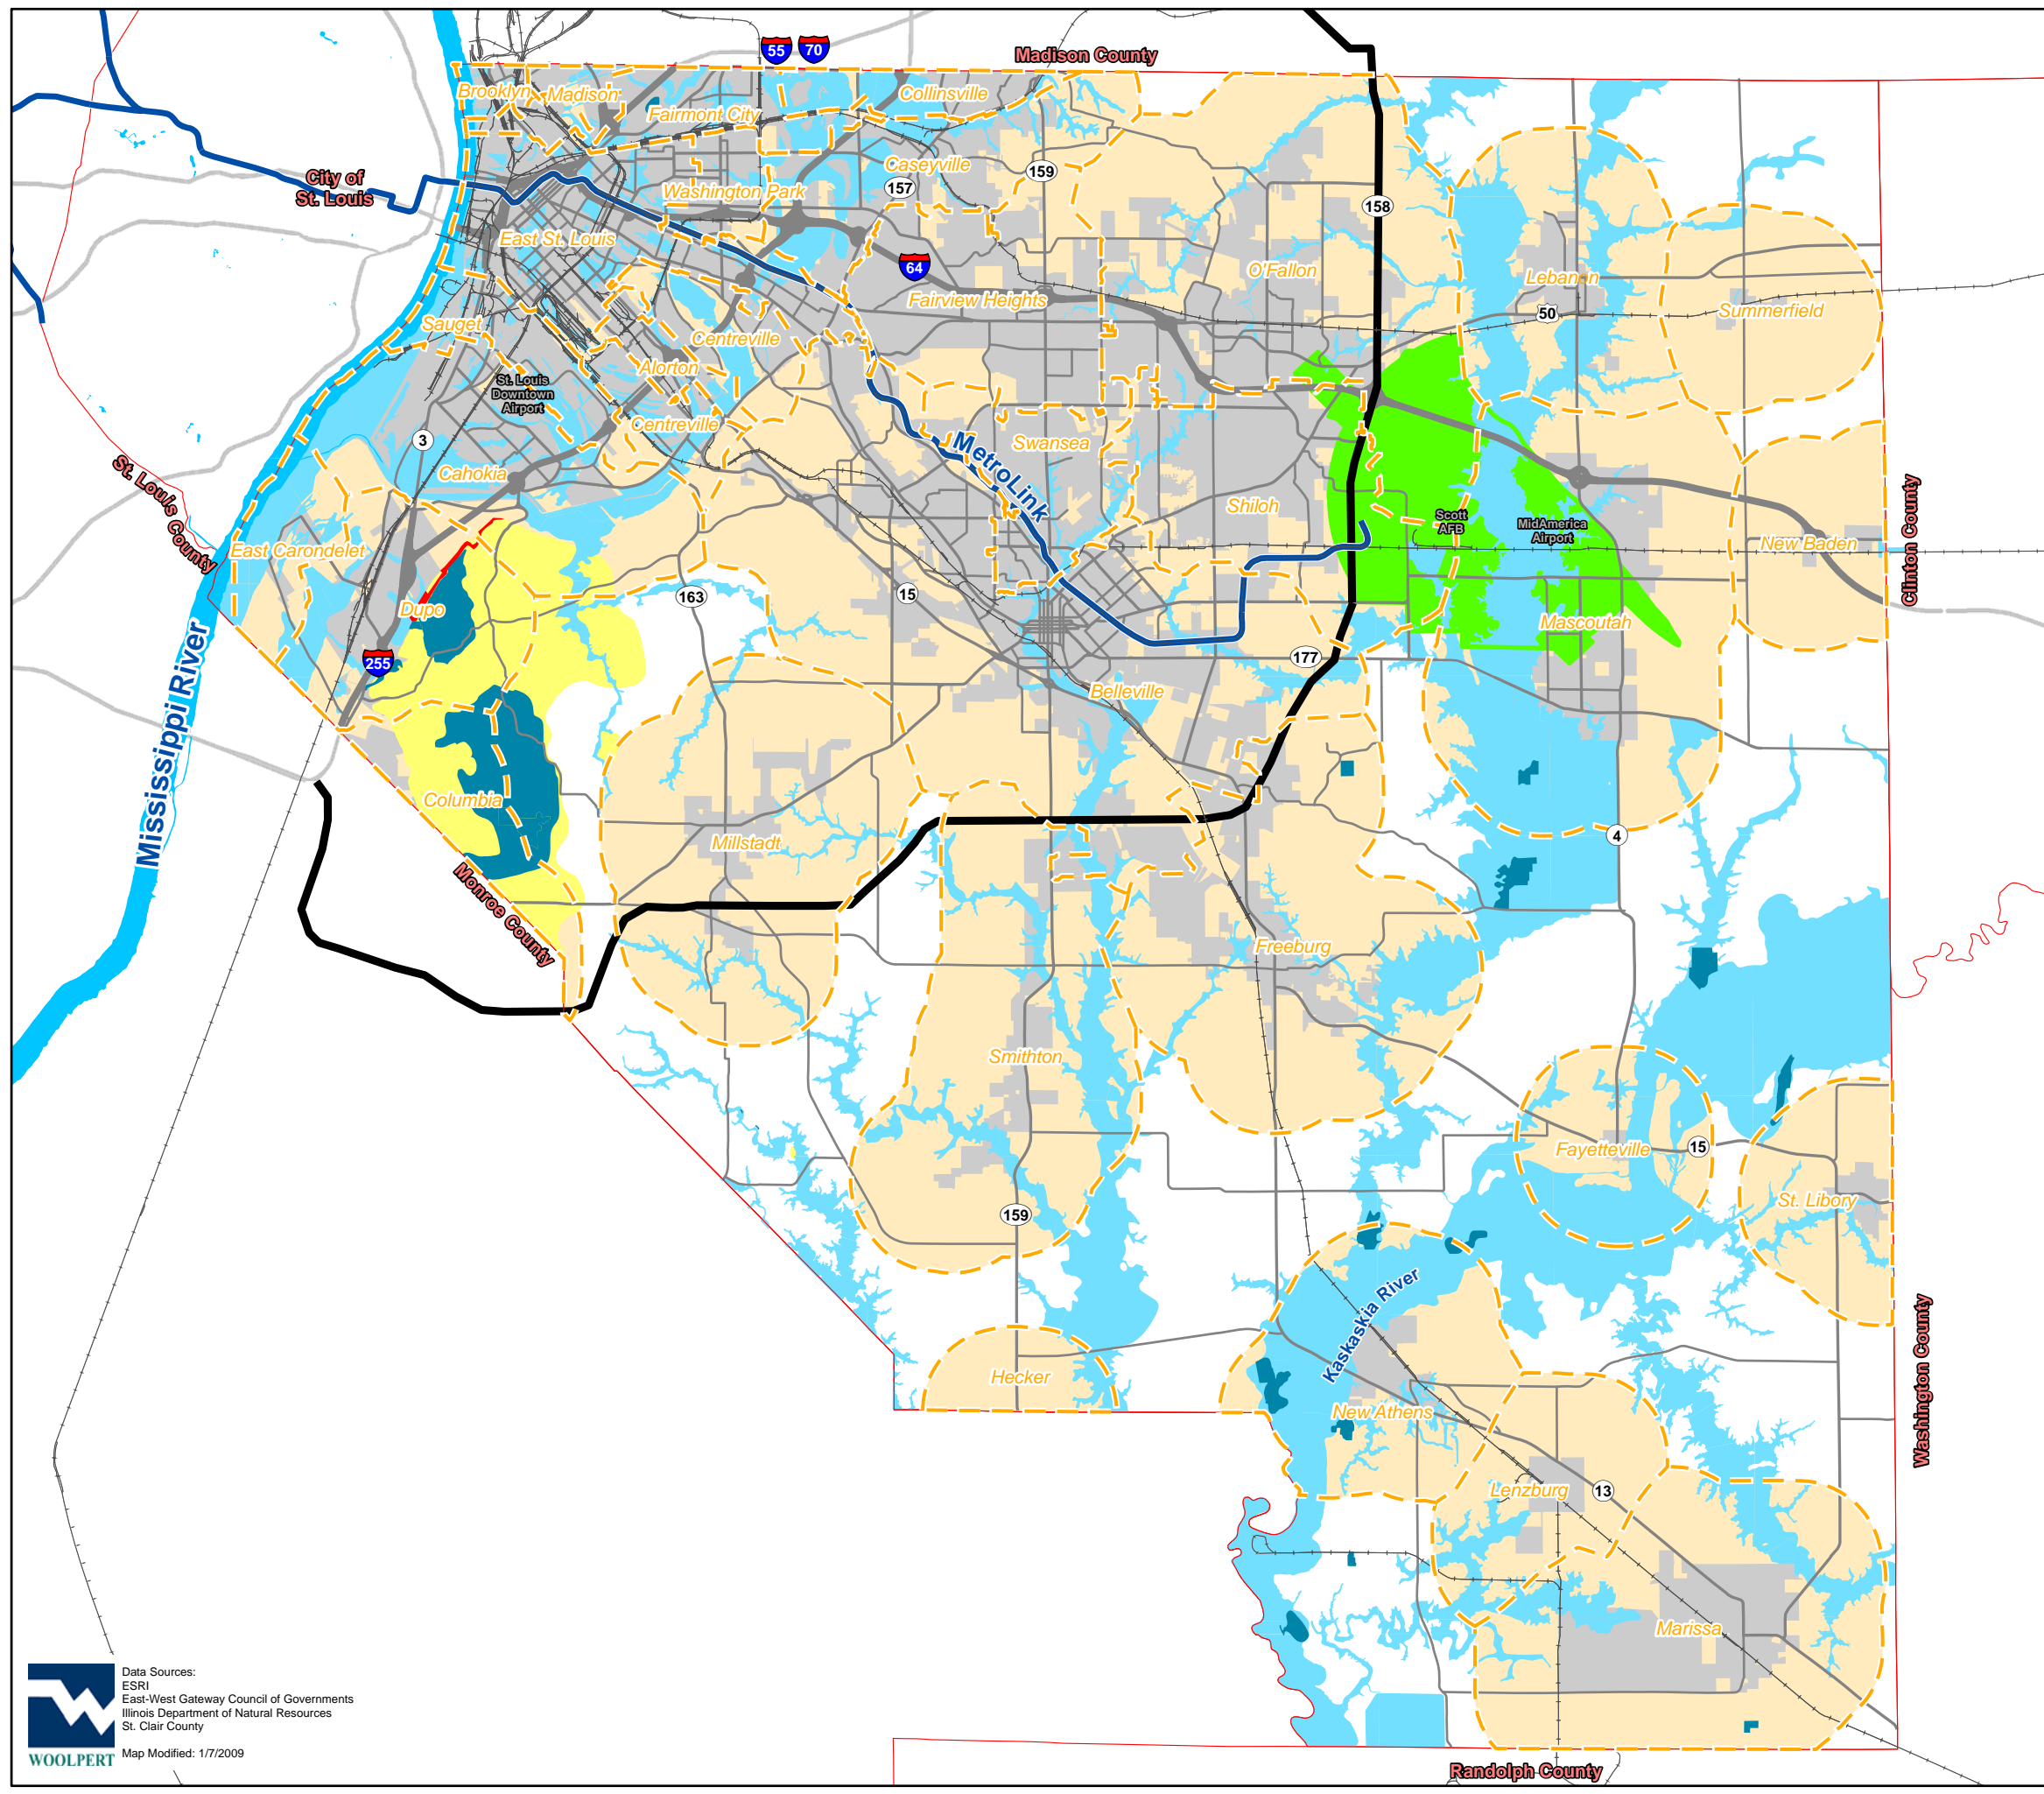 55
70
Madison County
Brooklyn
Madison
Collinsville
Fairmont City
City of
St. Louis
Caseyville
159
157
Washington Park
158
East St. Louis
64
O'Fallon
Lebanon
Fairview Heights
50
Summerfield
Sauget
Centreville
Alorton
St. Louis
Downtown
Airport
Centreville
3
Swansea
MetroLink
Cahokia
St. Louis County
Shiloh
Scott
AFB
MidAmerica
Airport
Clinton County
East Carondelet
New Baden
Dupo
163
15
Mascoutah
255
177
Mississippi River
Belleville
Columbia
Millstadt
4
Monroe County
Freeburg
Smithton
Fayetteville
15
St. Libory
159
Kaskaskia River
Washington County
Hecker
New Athens
Lenzburg
13
Marissa
Data Sources:
ESRI
East-West Gateway Council of Governments
Illinois Department of Natural Resources
St. Clair County
Map Modified: 1/7/2009
WOOLPERT
Randolph County